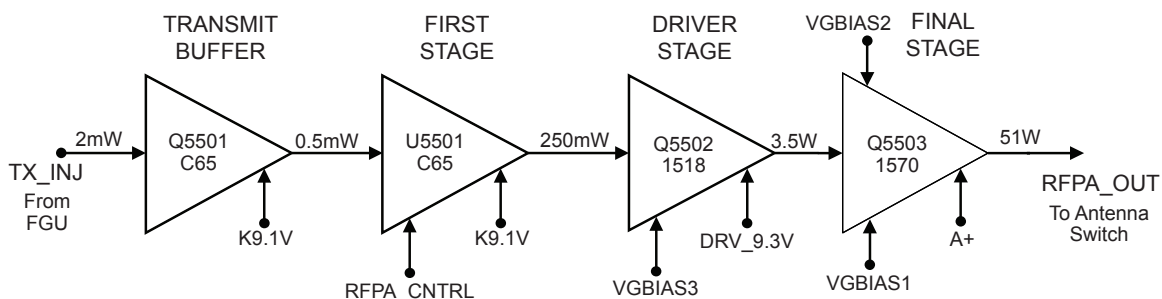 TRANSMIT
BUFFER
FIRST
STAGE
DRIVER
STAGE
VGBIAS2
FINAL
STAGE
2mW
Q5501
C65
0.5mW
U5501
C65
250mW
Q5502
1518
3.5W
Q5503
1570
51W
TX_INJ
From
FGU
K9.1V
RFPA_CNTRL
K9.1V
VGBIAS3
DRV_9.3V
VGBIAS1
A+
RFPA_OUT
To Antenna
Switch